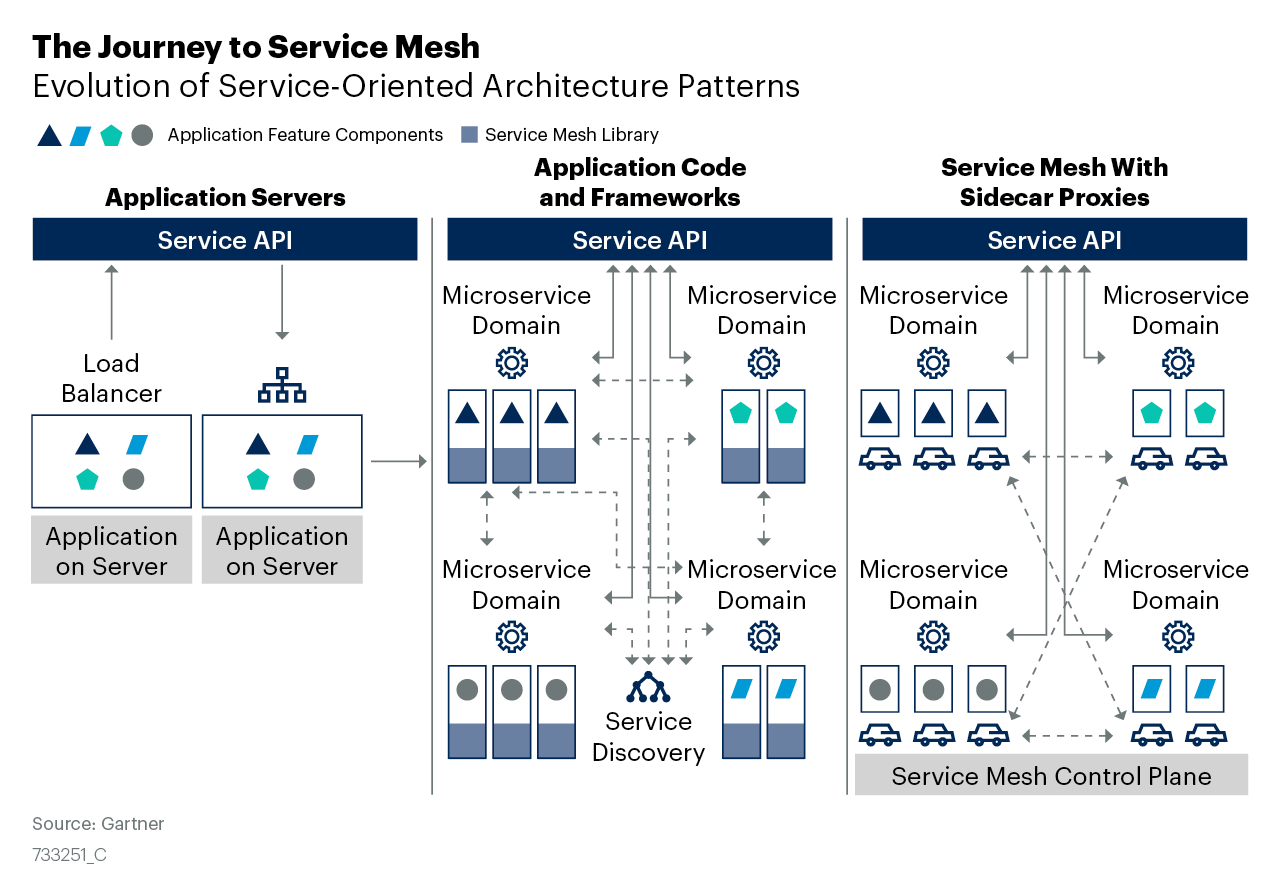 The Journey to Service Mesh
Evolution of Service-Oriented Architecture Patterns
Application Feature Components
Service Mesh Library
Application Servers
Service API
Load
Balancer
Application
on Server
Application
on Server
Application Code
and Frameworks
Service API
Microservice
Domain
Microservice
Domain
Microservice
Domain
Microservice
Domain
Service
Discovery
Service Mesh With
Sidecar Proxies
Service API
Microservice
Domain
Microservice
Domain
Microservice
Domain
Microservice
Domain
Service Mesh Control Plane
Source: Gartner
733251_C